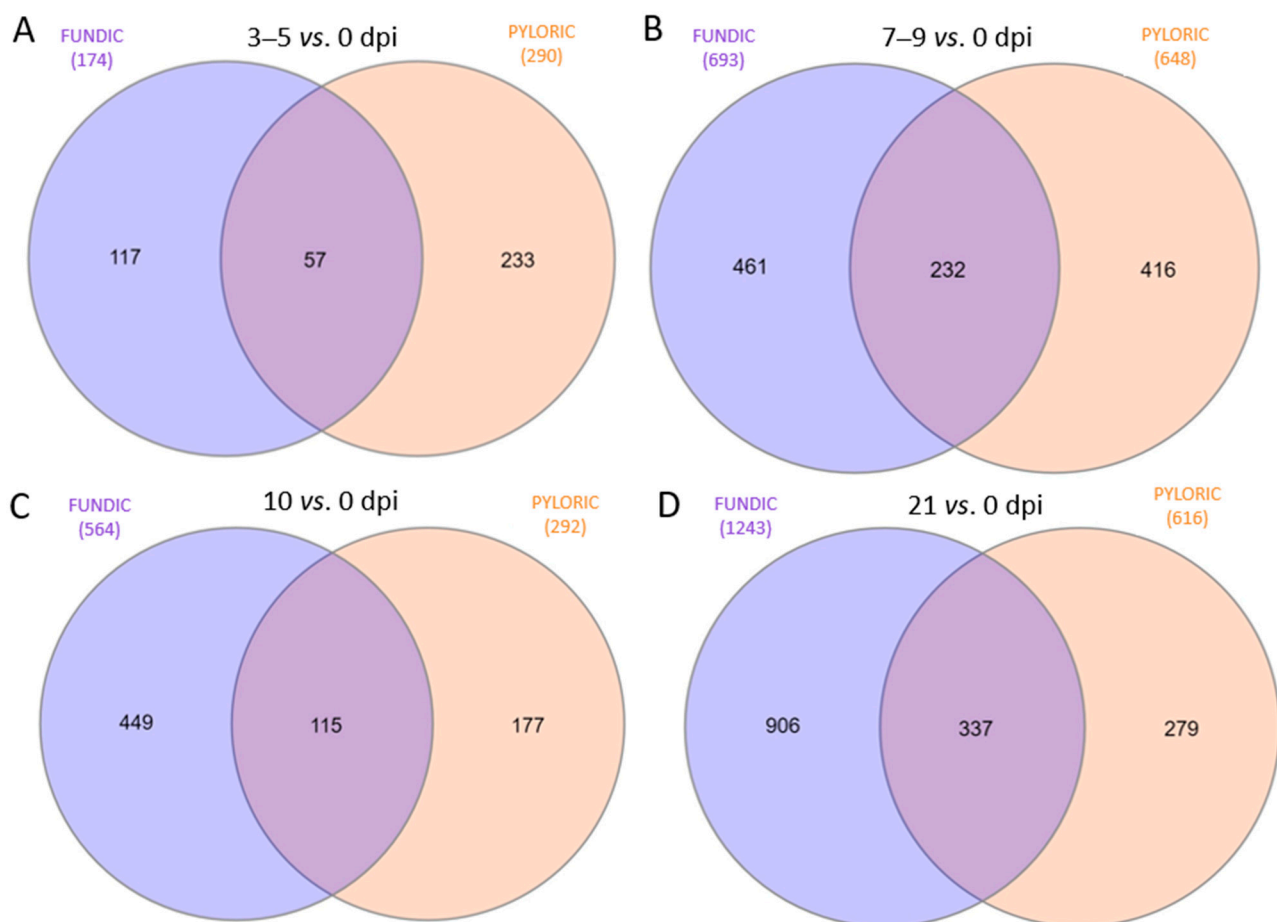 A
3–5 vs. 0 dpi
FUNDIC
(174)
PYLORIC
(290)
117
57
233
B
7–9 vs. 0 dpi
FUNDIC
(693)
PYLORIC
(648)
461
232
416
C
10 vs. 0 dpi
FUNDIC
(564)
PYLORIC
(292)
449
115
177
D
21 vs. 0 dpi
FUNDIC
(1243)
PYLORIC
(616)
906
337
279